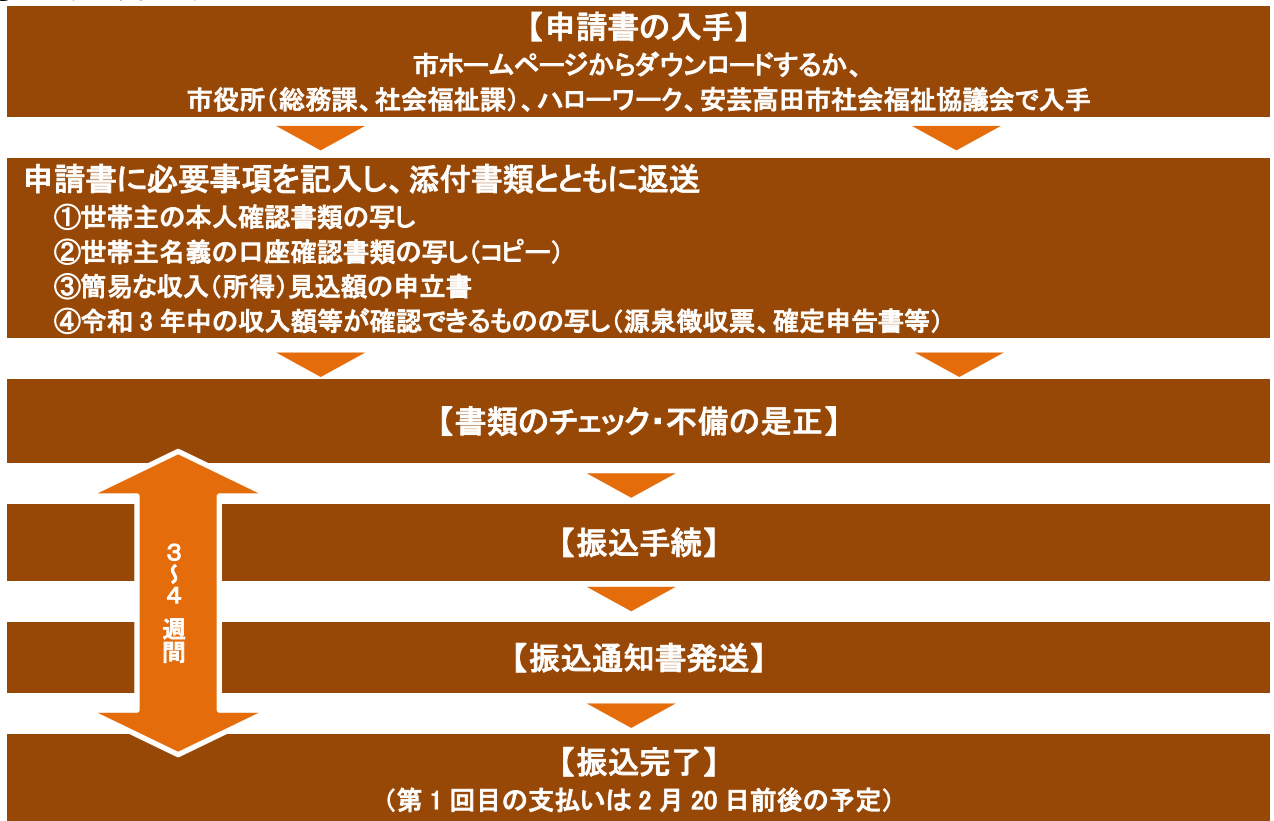 【申請書の入手】
市ホームページからダウンロードするか、
市役所（総務課、社会福祉課）、ハローワーク、安芸高田市社会福祉協議会で入手
申請書に必要事項を記入し、添付書類とともに返送
①世帯主の本人確認書類の写し
②世帯主名義の口座確認書類の写し（コピー）
③簡易な収入（所得）見込額の申立書
④令和３年中の収入額等が確認できるものの写し（源泉徴収票、確定申告書等）
【書類のチェック・不備の是正】
３～４週間
【振込手続】
【振込通知書発送】
【振込完了】
（第１回目の支払いは２月20日前後の予定）